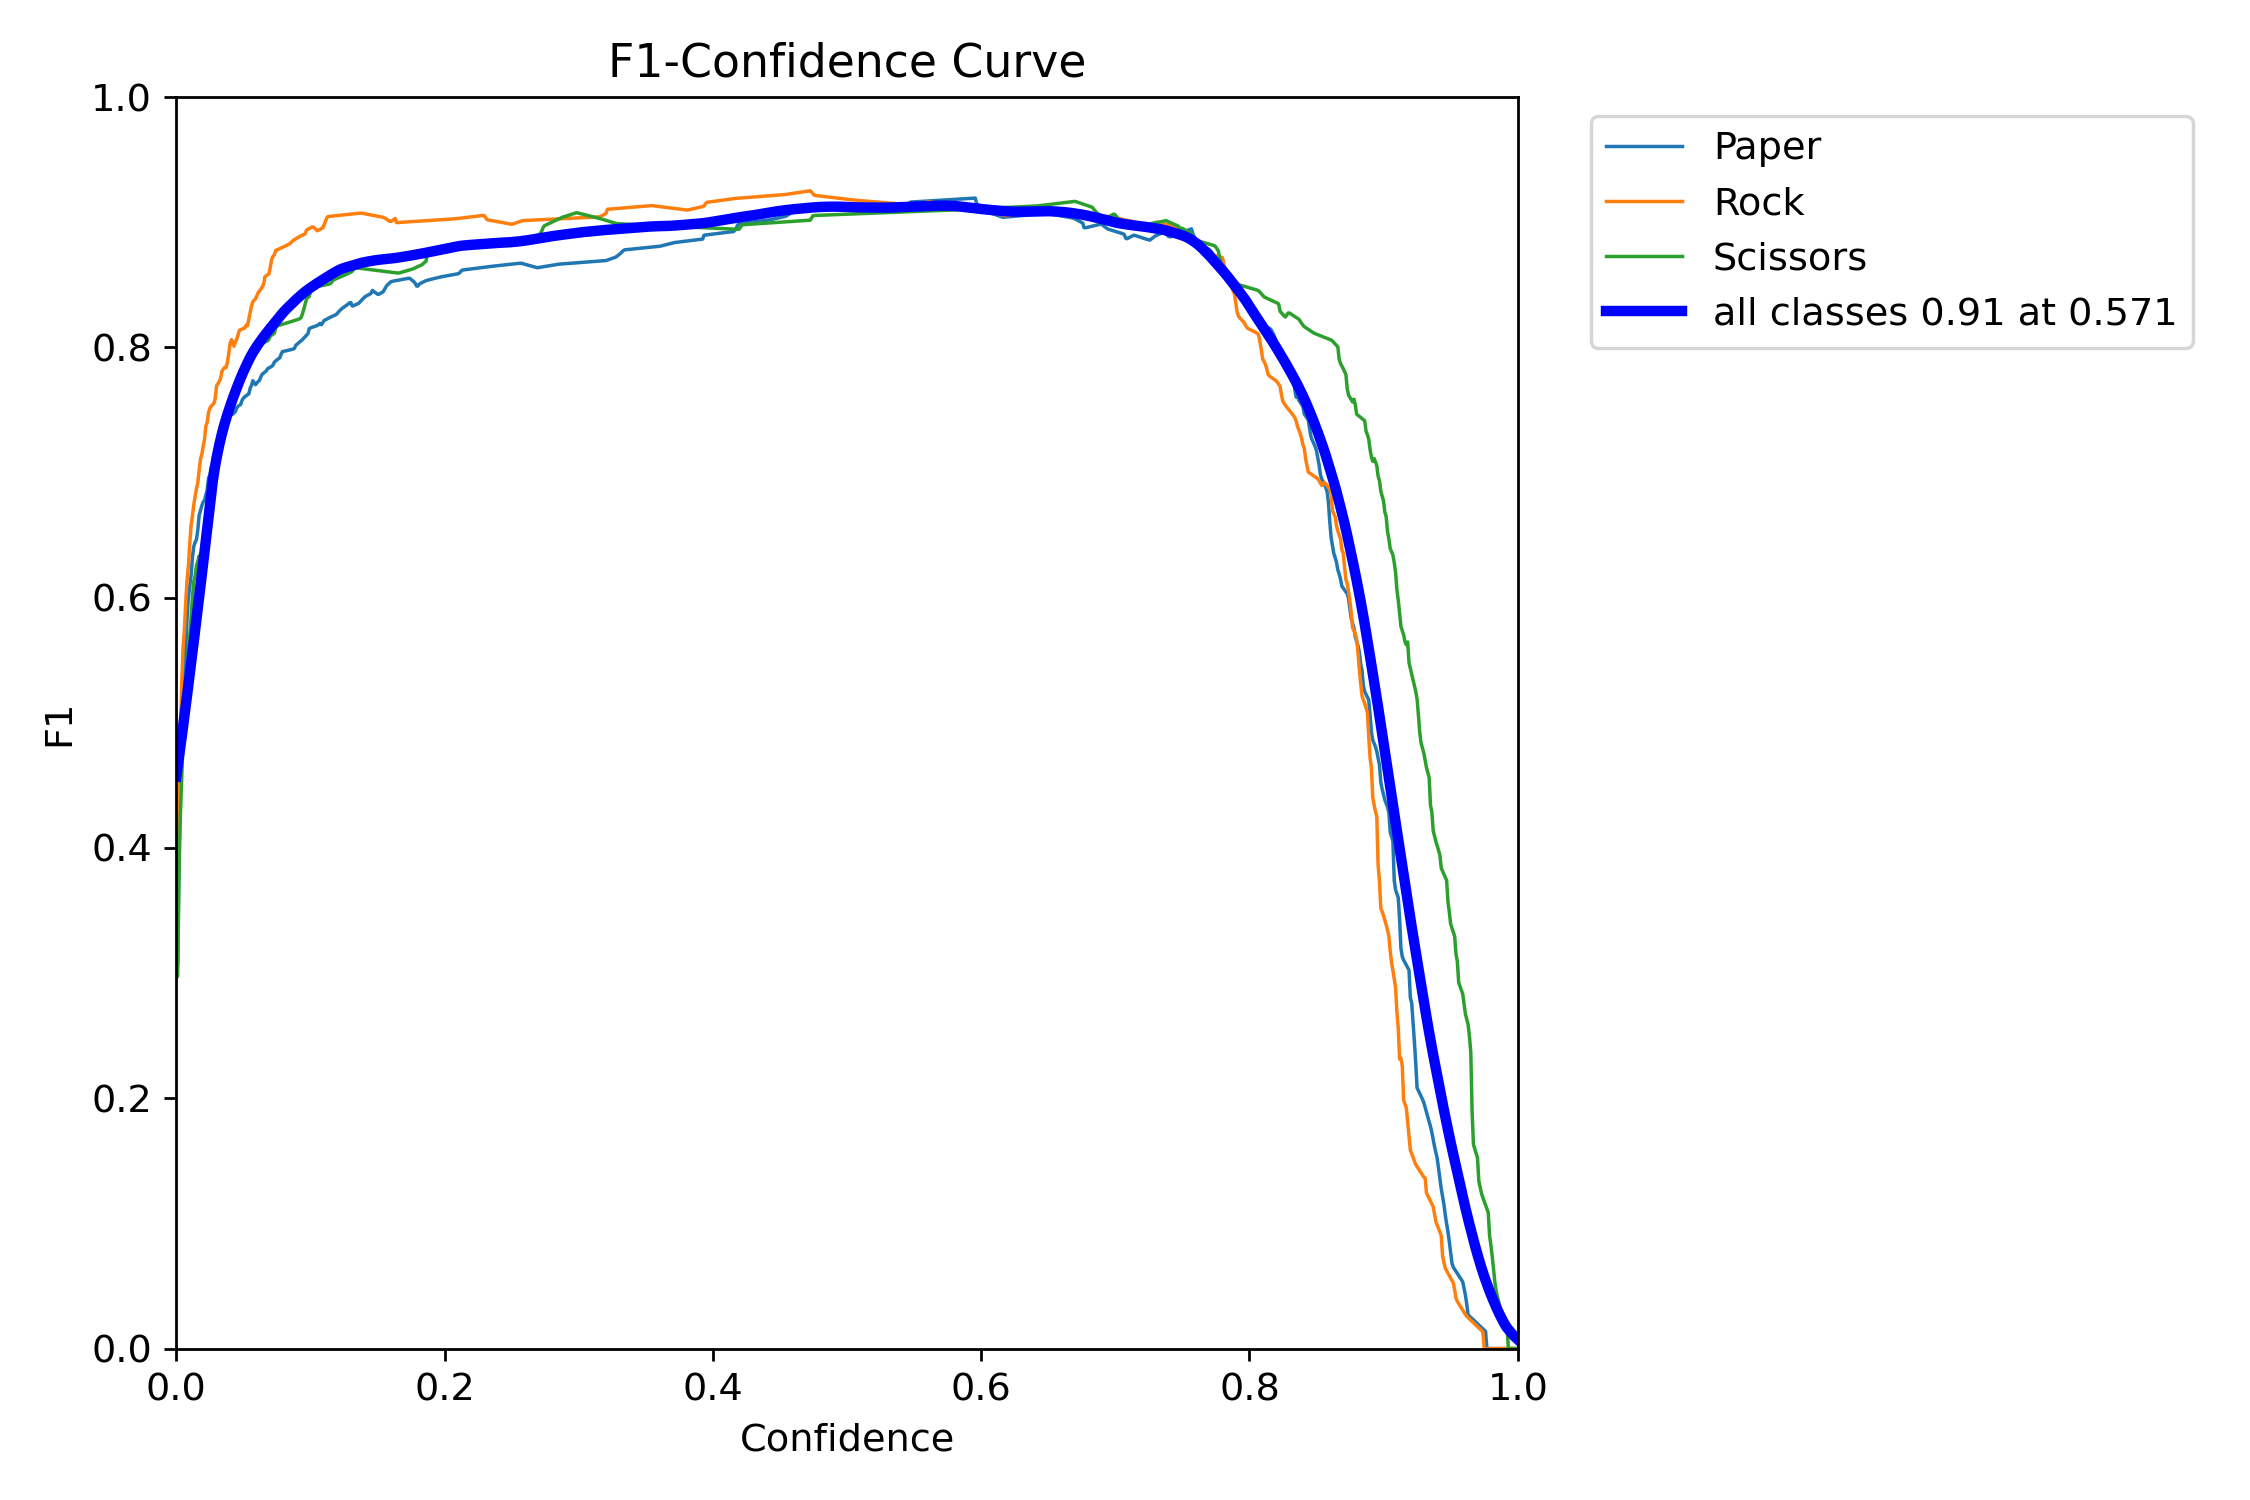 F1-Confidence Curve
1.0
0.8
0.6
0.4
0.2
0.0
F1
0.0 0.2 0.4 0.6 0.8 1.0
Confidence
Paper
Rock
Scissors
all classes 0.91 at 0.571